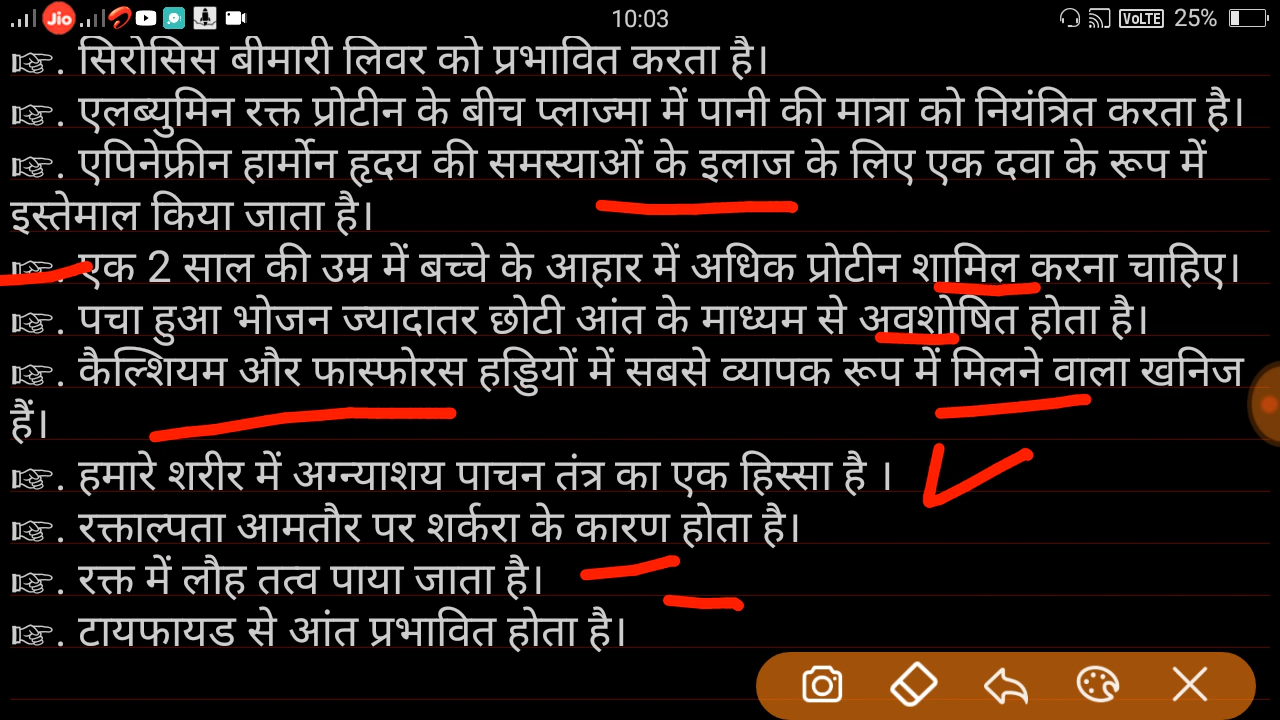 Jio 10:03 VoLTE 25%
☞. सिरोसिस बीमारी लिवर को प्रभावित करता है।
☞. एलब्युमिन रक्त प्रोटीन के बीच प्लाज्मा में पानी की मात्रा को नियंत्रित करता है।
☞. एपिनेफ्रीन हार्मोन हृदय की समस्याओं के इलाज के लिए एक दवा के रूप में
इस्तेमाल किया जाता है।
☞. एक 2 साल की उम्र में बच्चे के आहार में अधिक प्रोटीन शामिल करना चाहिए।
☞. पचा हुआ भोजन ज्यादातर छोटी आंत के माध्यम से अवशोषित होता है।
☞. कैल्शियम और फास्फोरस हड्डियों में सबसे व्यापक रूप में मिलने वाला खनिज
हैं।
☞. हमारे शरीर में अग्न्याशय पाचन तंत्र का एक हिस्सा है ।
☞. रक्ताल्पता आमतौर पर शर्करा के कारण होता है।
☞. रक्त में लौह तत्व पाया जाता है।
☞. टायफायड से आंत प्रभावित होता है।